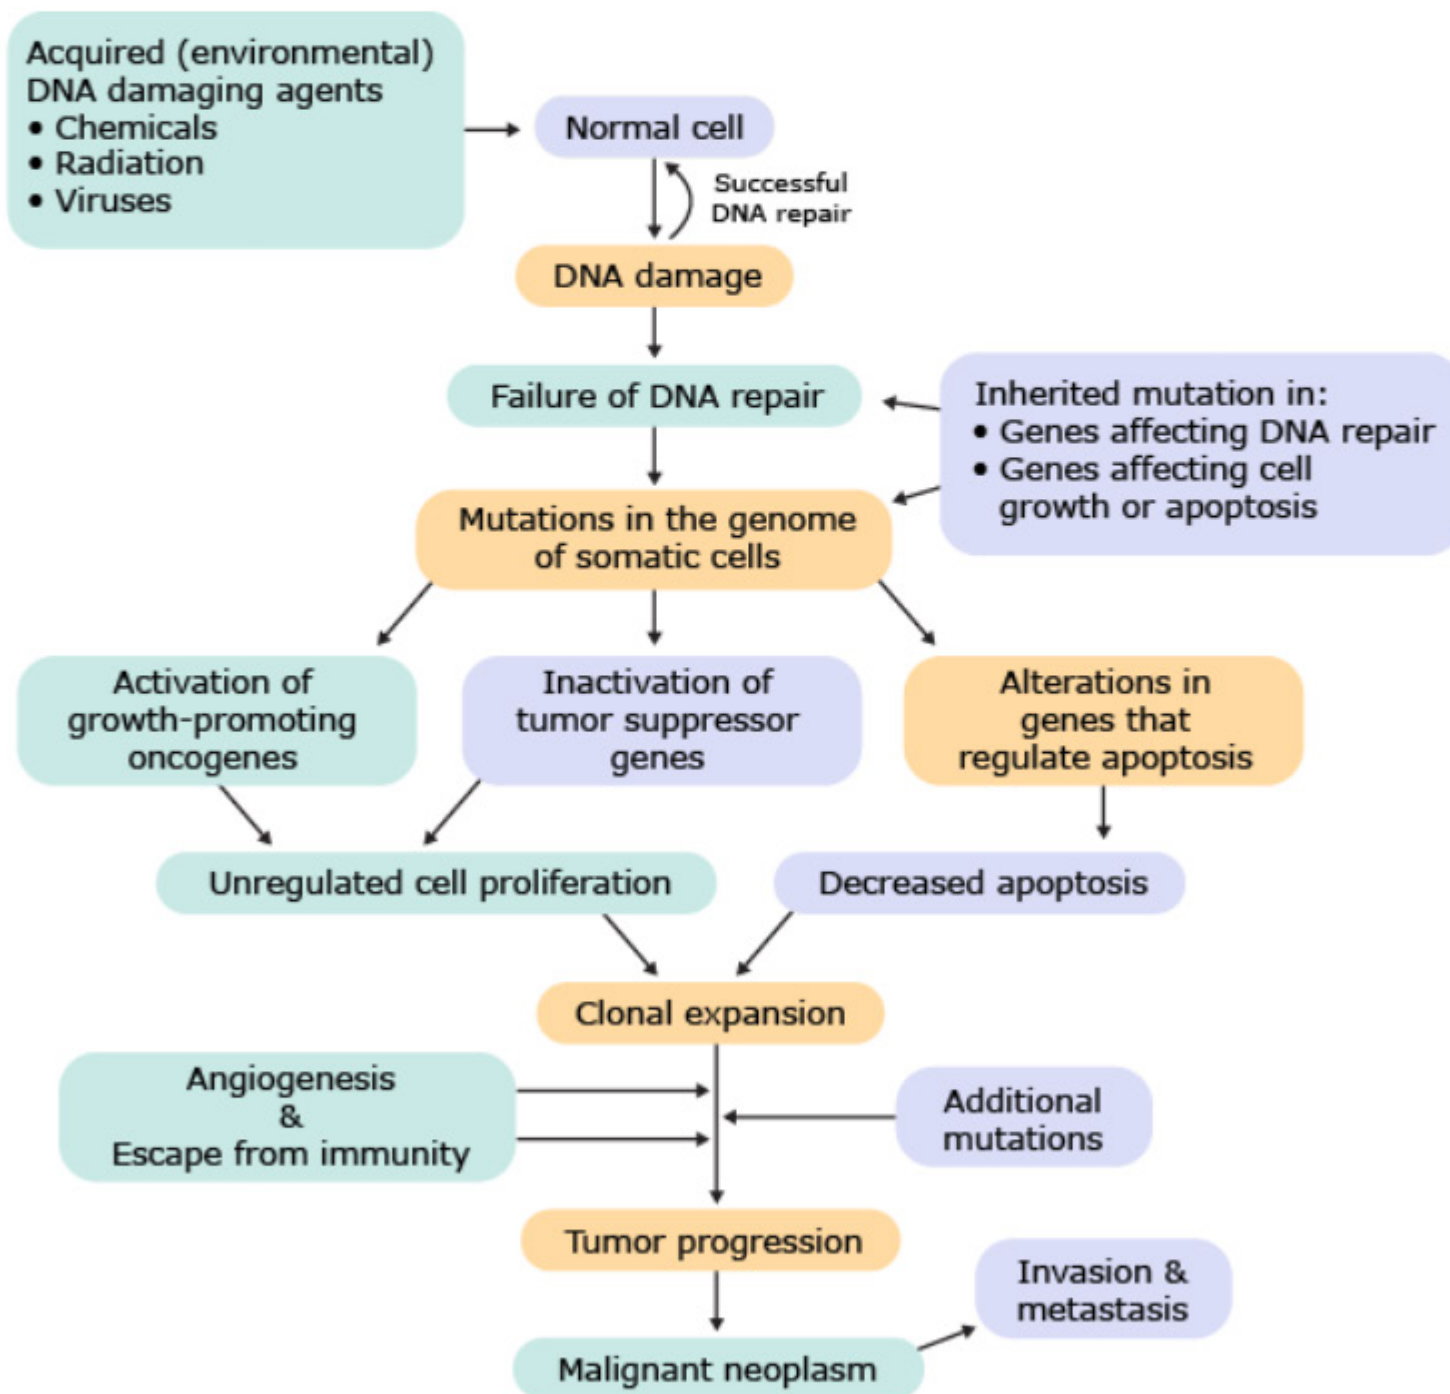 Acquired (environmental)
DNA damaging agents
• Chemicals
• Radiation
• Viruses
Normal cell
Successful
DNA repair
DNA damage
Failure of DNA repair
Inherited mutation in:
• Genes affecting DNA repair
• Genes affecting cell
growth or apoptosis
Mutations in the genome
of somatic cells
Activation of
growth-promoting
oncogenes
Inactivation of
tumor suppressor
genes
Alterations in
genes that
regulate apoptosis
Unregulated cell proliferation
Decreased apoptosis
Clonal expansion
Angiogenesis
&
Escape from immunity
Additional
mutations
Tumor progression
Invasion &
metastasis
Malignant neoplasm